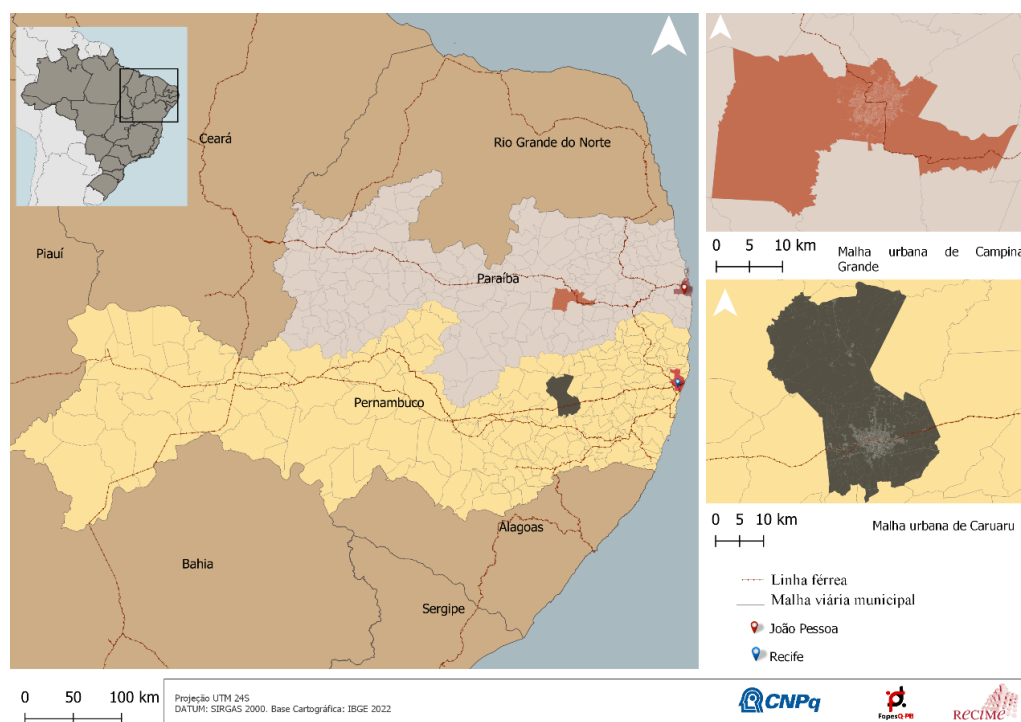 Ceará
Rio Grande do Norte
Piauí
Paraíba
Pernambuco
Alagoas
Bahia
Sergipe
0 5 10 km
Malha urbana de Campina
Grande
0 5 10 km
Malha urbana de Caruaru
Linha férrea
Malha viária municipal
João Pessoa
Recife
0 50 100 km
Projeção UTM 24S
DATUM: SIRGAS 2000. Base Cartográfica: IBGE 2022
CNPq
FapesQ-PB
RECIME